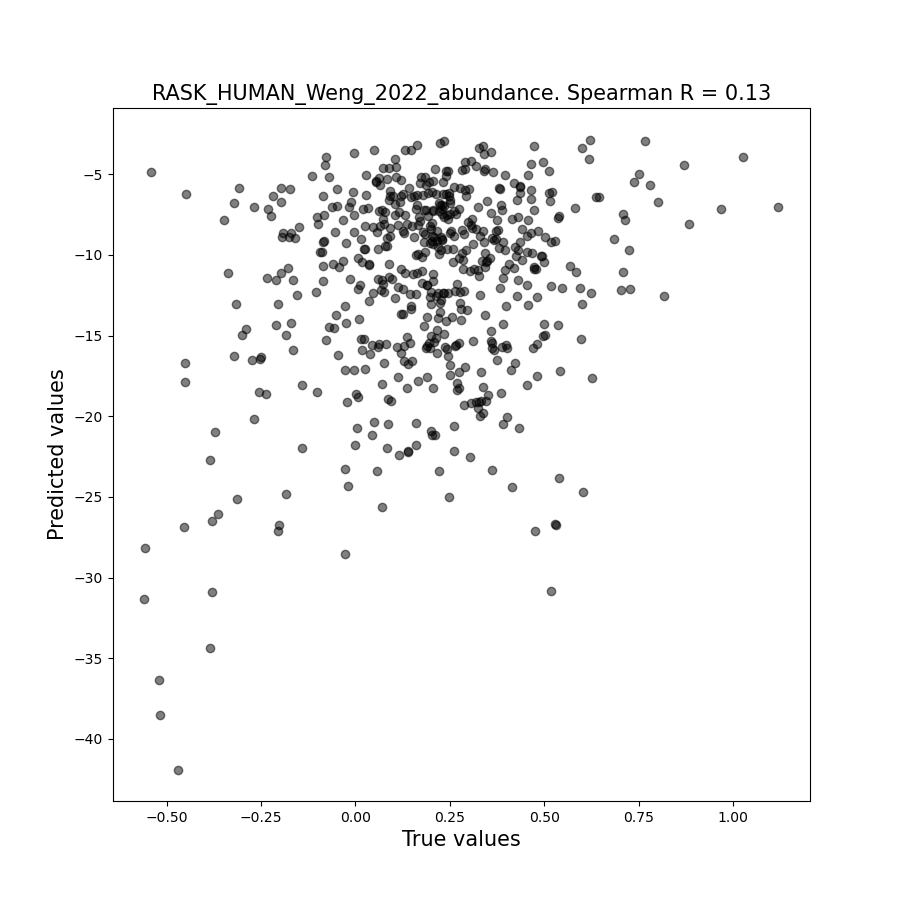 RASK_HUMAN_Weng_2022_abundance. Spearman R = 0.13
Predicted values
−5
−10
−15
−20
−25
−30
−35
−40
−0.50 −0.25 0.00 0.25 0.50 0.75 1.00
True values